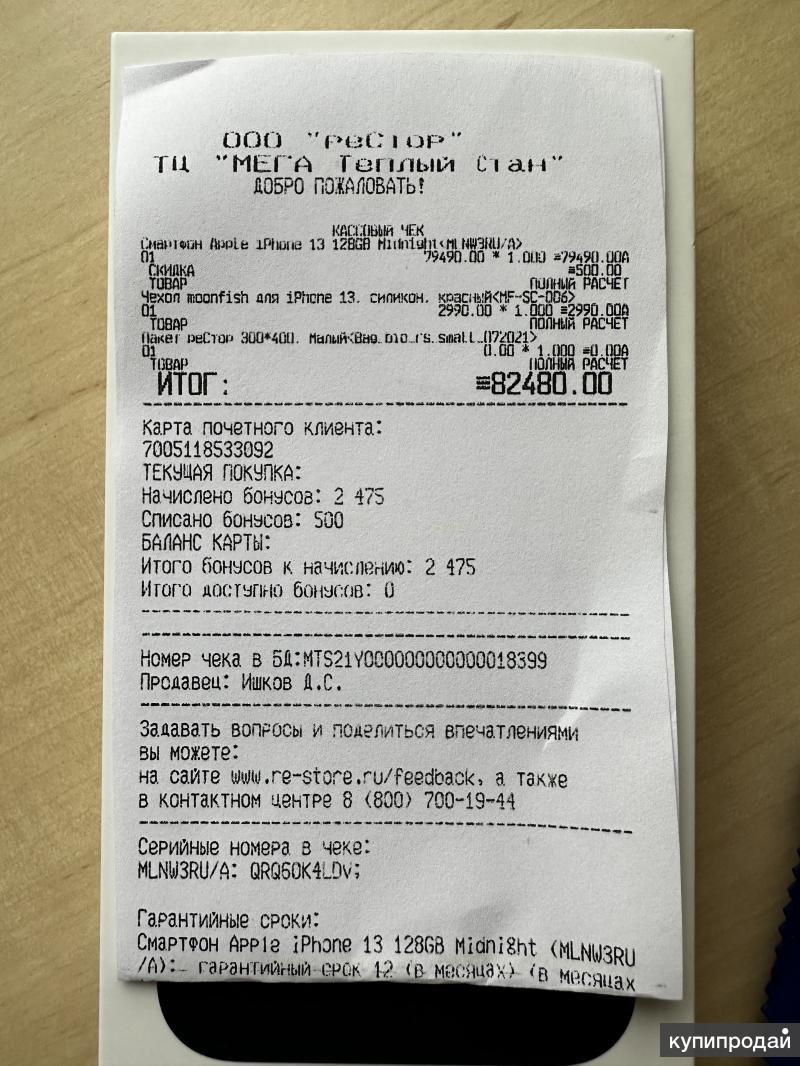 ООО "реСтор"
ТЦ "МЕГА Теплый Стан"
ДОБРО ПОЖАЛОВАТЬ!
КАССОВЫЙ ЧЕК
Смартфон Apple iPhone 13 128GB Midnight<MLNW3RU/A>
01 79490.00 * 1.000 =79490.00А
СКИДКА =500.00
ТОВАР ПОЛНЫЙ РАСЧЕТ
Чехол moonfish для iPhone 13, силикон, красный<MF-SC-006>
01 2990.00 * 1.000 =2990.00А
ТОВАР ПОЛНЫЙ РАСЧЕТ
Пакет реСтор 300*400, Малый<Bag_bio_rs_small_072021>
01 0.00 * 1.000 =0.00А
ТОВАР ПОЛНЫЙ РАСЧЕТ
ИТОГ: =82480.00
Карта почетного клиента:
7005118533092
ТЕКУЩАЯ ПОКУПКА:
Начислено бонусов: 2 475
Списано бонусов: 500
БАЛАНС КАРТЫ:
Итого бонусов к начислению: 2 475
Итого доступно бонусов: 0
Номер чека в БД:MTS21Y000000000000018399
Продавец: Ишков Д.С.
Задавать вопросы и поделиться впечатлениями
вы можете:
на сайте www.re-store.ru/feedback, а также
в контактном центре 8 (800) 700-19-44
Серийные номера в чеке:
MLNW3RU/A: QRQ60K4LDv;
Гарантийные сроки:
Смартфон Apple iPhone 13 128GB Midnight (MLNW3RU
/A):- гарантийный срок 12 (в месяцах) (в месяцах
купипродай